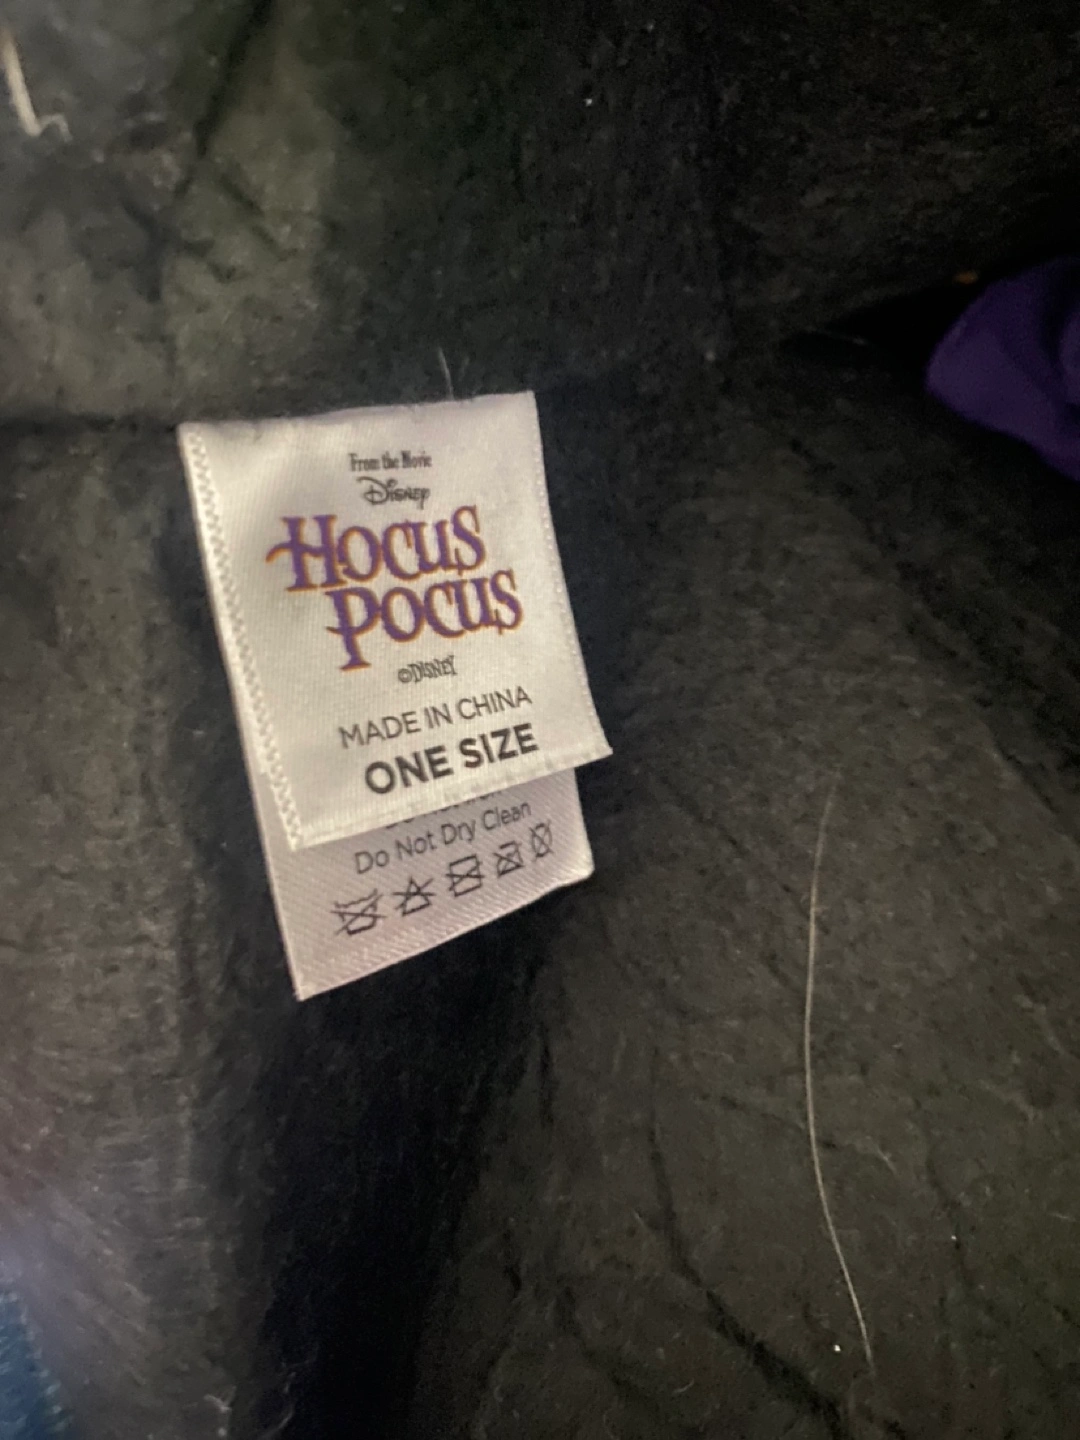 From the Movie
Disney
HOCUS
POCUS
©DISNEY
MADE IN CHINA
ONE SIZE
Do Not Dry Clean